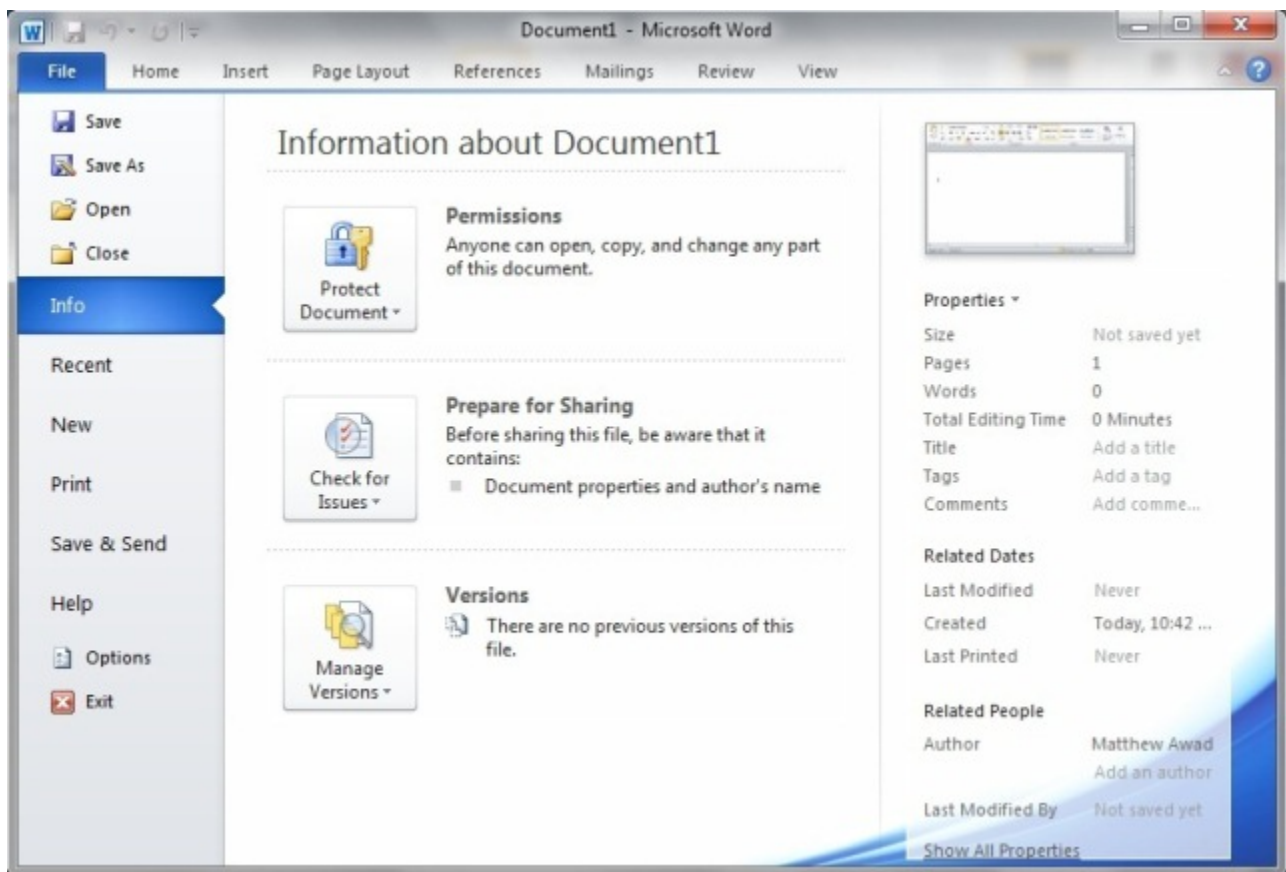 Document1 - Microsoft Word
File Home Insert Page Layout References Mailings Review View
Save
Save As
Open
Close
Info
Recent
New
Print
Save & Send
Help
Options
Exit
Information about Document1
Protect
Document
Permissions
Anyone can open, copy, and change any part
of this document.
Check for
Issues
Prepare for Sharing
Before sharing this file, be aware that it
contains:
Document properties and author's name
Manage
Versions
Versions
There are no previous versions of this
file.
Properties
Size Not saved yet
Pages 1
Words 0
Total Editing Time 0 Minutes
Title Add a title
Tags Add a tag
Comments Add comme...
Related Dates
Last Modified Never
Created Today, 10:42 ...
Last Printed Never
Related People
Author Matthew Awad
Add an author
Last Modified By Not saved yet
Show All Properties